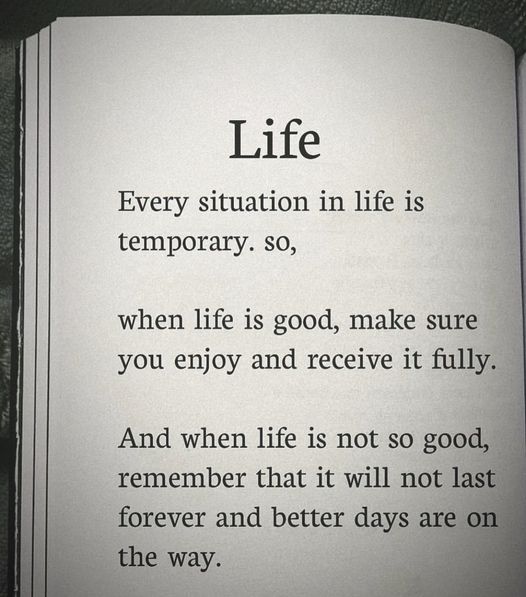 Life
Every situation in life is
temporary. so,
when life is good, make sure
you enjoy and receive it fully.
And when life is not so good,
remember that it will not last
forever and better days are on
the way.